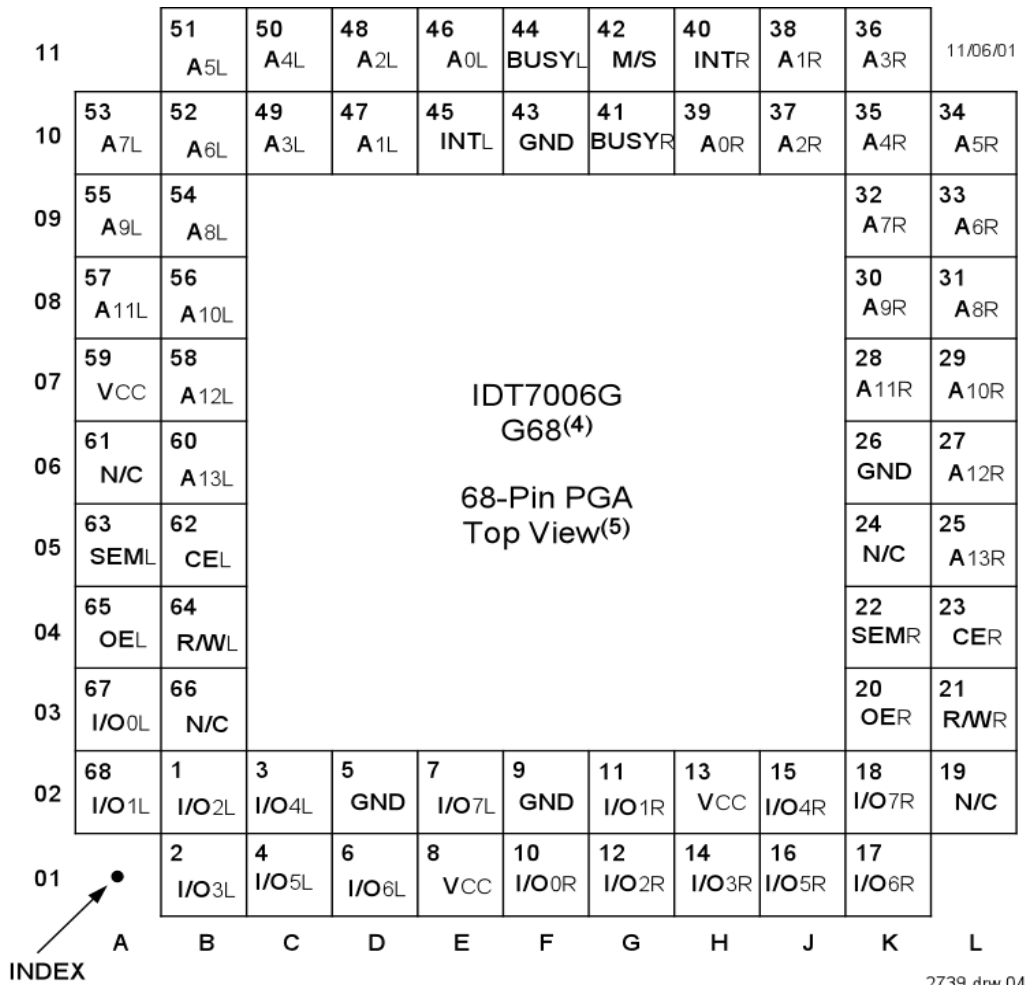 11 51 50 48 46 44 42 40 38 36 11/06/01
A5L A4L A2L A0L BUSYL M/S INTR A1R A3R
10 53 52 49 47 45 43 41 39 37 35 34
A7L A6L A3L A1L INTL GND BUSYR A0R A2R A4R A5R
09 55 54 32 33
A9L A8L A7R A6R
08 57 56 30 31
A11L A10L A9R A8R
07 59 58 28 29
VCC A12L A11R A10R
IDT7006G
G68(4)
06 61 60 26 27
N/C A13L GND A12R
68-Pin PGA
Top View(5)
05 63 62 24 25
SEML CEL N/C A13R
04 65 64 22 23
OEL R/WL SEMR CER
03 67 66 20 21
I/O0L N/C OER R/WR
02 68 1 3 5 7 9 11 13 15 18 19
I/O1L I/O2L I/O4L GND I/O7L GND I/O1R VCC I/O4R I/O7R N/C
01 2 4 6 8 10 12 14 16 17
I/O3L I/O5L I/O6L VCC I/O0R I/O2R I/O3R I/O5R I/O6R
A B C D E F G H J K L
INDEX
2739 drw 04